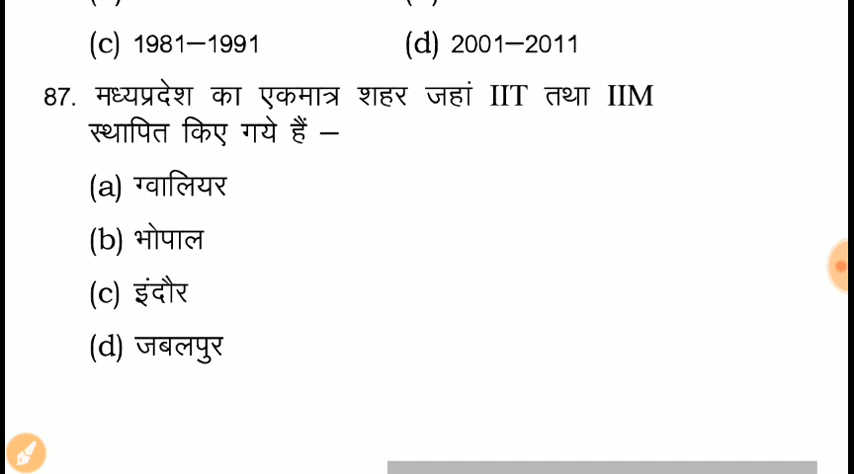 (c) 1981–1991 (d) 2001–2011
87. मध्यप्रदेश का एकमात्र शहर जहां IIT तथा IIM
स्थापित किए गये हैं –
(a) ग्वालियर
(b) भोपाल
(c) इंदौर
(d) जबलपुर